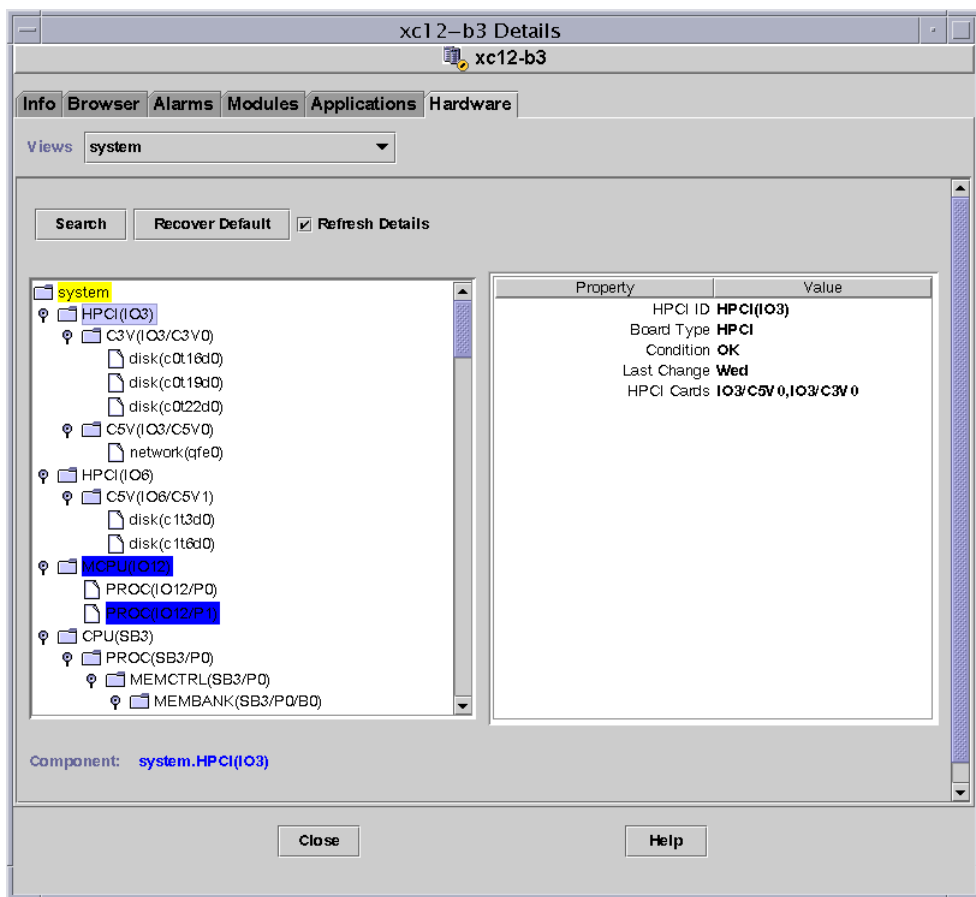 xc12–b3 Details
xc12-b3
Info Browser Alarms Modules Applications Hardware
Views system
Search Recover Default Refresh Details
system
HPCI(IO3)
C3V(IO3/C3V0)
disk(c0t16d0)
disk(c0t19d0)
disk(c0t22d0)
C5V(IO3/C5V0)
network(qfe0)
HPCI(IO6)
C5V(IO6/C5V1)
disk(c1t3d0)
disk(c1t6d0)
MCPU(IO12)
PROC(IO12/P0)
PROC(IO12/P1)
CPU(SB3)
PROC(SB3/P0)
MEMCTRL(SB3/P0)
MEMBANK(SB3/P0/B0)
Property Value
HPCI ID HPCI(IO3)
Board Type HPCI
Condition OK
Last Change Wed
HPCI Cards IO3/C5V0,IO3/C3V0
Component: system.HPCI(IO3)
Close Help